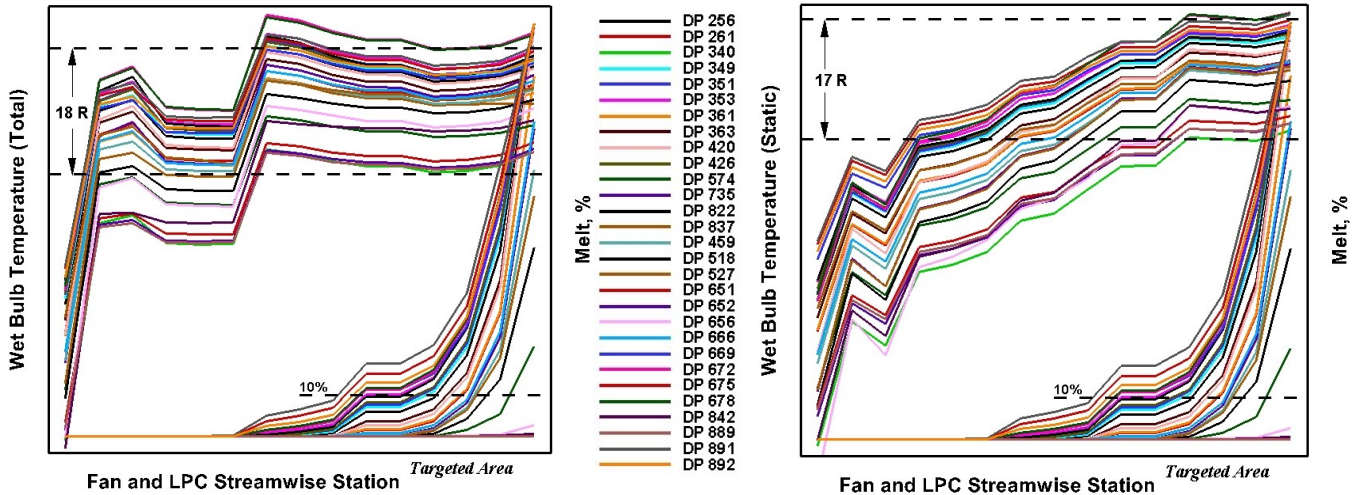 Wet Bulb Temperature (Total)
18 R
10%
Melt, %
Fan and LPC Streamwise Station
Targeted Area
DP 256
DP 261
DP 340
DP 349
DP 351
DP 353
DP 361
DP 363
DP 420
DP 426
DP 574
DP 735
DP 822
DP 837
DP 459
DP 518
DP 527
DP 651
DP 652
DP 656
DP 666
DP 669
DP 672
DP 675
DP 678
DP 842
DP 889
DP 891
DP 892
Wet Bulb Temperature (Static)
17 R
10%
Melt, %
Fan and LPC Streamwise Station
Targeted Area